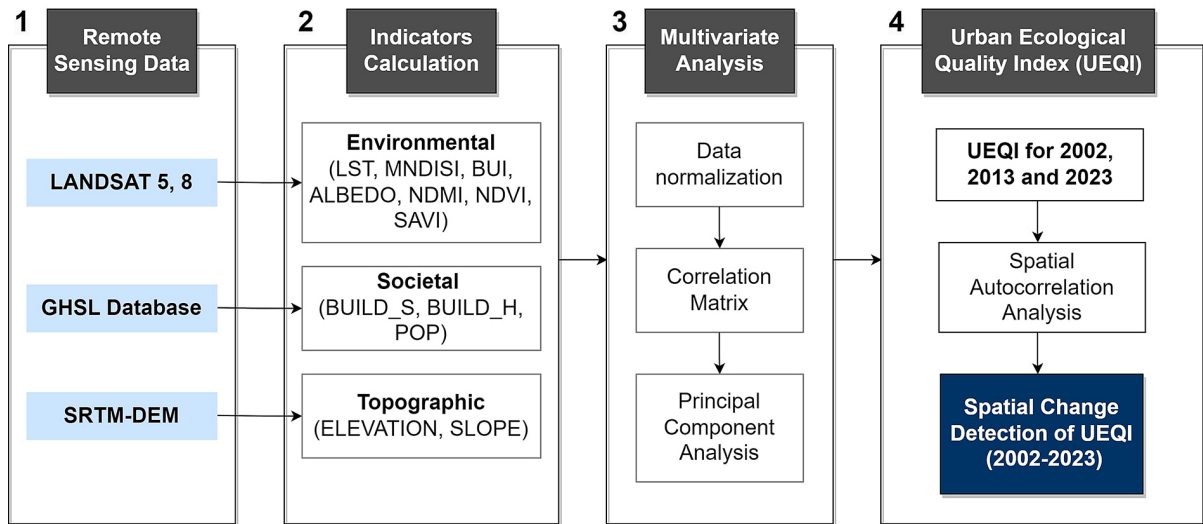 1
Remote
Sensing Data
LANDSAT 5, 8
GHSL Database
SRTM-DEM
2
Indicators
Calculation
Environmental
(LST, MNDISI, BUI,
ALBEDO, NDMI, NDVI,
SAVI)
Societal
(BUILD_S, BUILD_H,
POP)
Topographic
(ELEVATION, SLOPE)
3
Multivariate
Analysis
Data
normalization
Correlation
Matrix
Principal
Component
Analysis
4
Urban Ecological
Quality Index (UEQI)
UEQI for 2002,
2013 and 2023
Spatial
Autocorrelation
Analysis
Spatial Change
Detection of UEQI
(2002-2023)